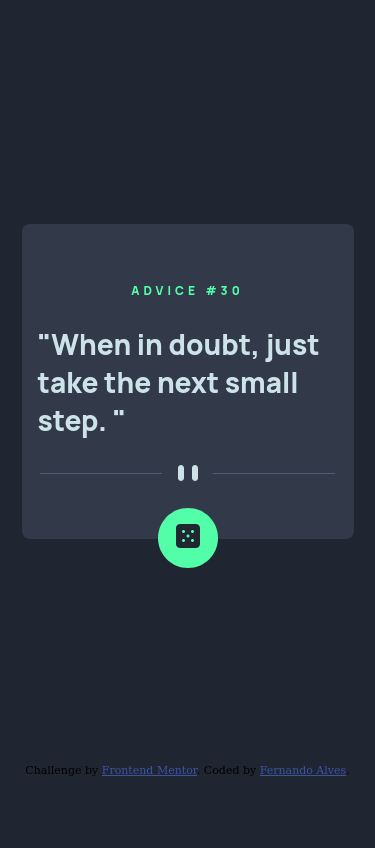 ADVICE #30
"When in doubt, just
take the next small
step. "
Challenge by Frontend Mentor. Coded by Fernando Alves.